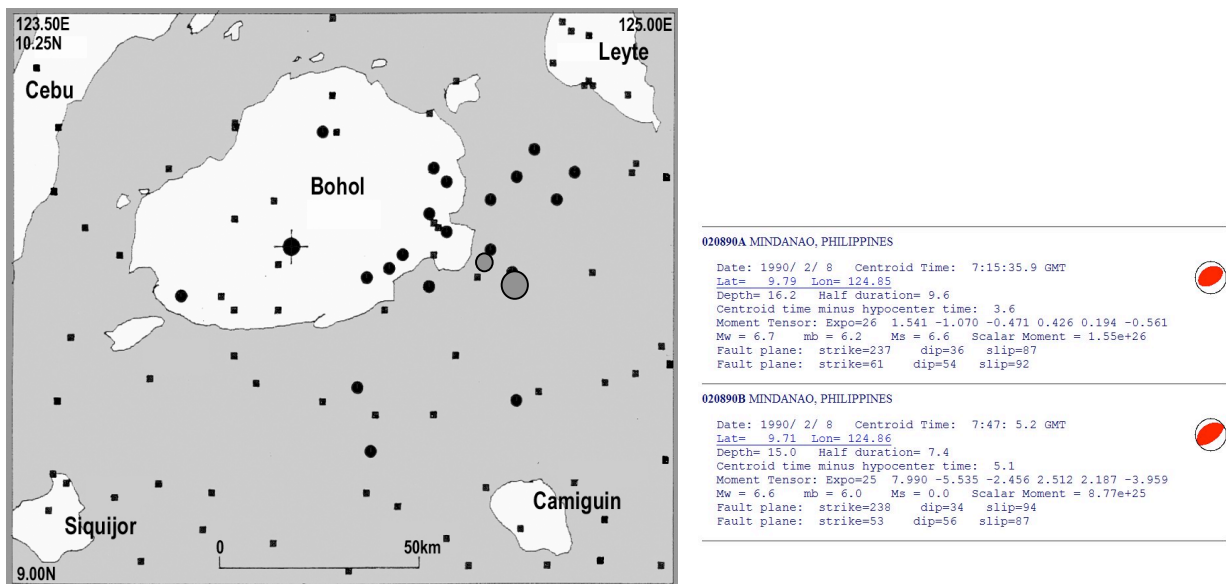 123.50E
10.25N
125.00E
Leyte
Cebu
Bohol
Camiguin
Siquijor
0 50km
9.00N
020890A MINDANAO, PHILIPPINES
Date: 1990/ 2/ 8 Centroid Time: 7:15:35.9 GMT
Lat= 9.79 Lon= 124.85
Depth= 16.2 Half duration= 9.6
Centroid time minus hypocenter time: 3.6
Moment Tensor: Expo=26 1.541 -1.070 -0.471 0.426 0.194 -0.561
Mw = 6.7 mb = 6.2 Ms = 6.6 Scalar Moment = 1.55e+26
Fault plane: strike=237 dip=36 slip=87
Fault plane: strike=61 dip=54 slip=92
020890B MINDANAO, PHILIPPINES
Date: 1990/ 2/ 8 Centroid Time: 7:47: 5.2 GMT
Lat= 9.71 Lon= 124.86
Depth= 15.0 Half duration= 7.4
Centroid time minus hypocenter time: 5.1
Moment Tensor: Expo=25 7.990 -5.535 -2.456 2.512 2.187 -3.959
Mw = 6.6 mb = 6.0 Ms = 0.0 Scalar Moment = 8.77e+25
Fault plane: strike=238 dip=34 slip=94
Fault plane: strike=53 dip=56 slip=87